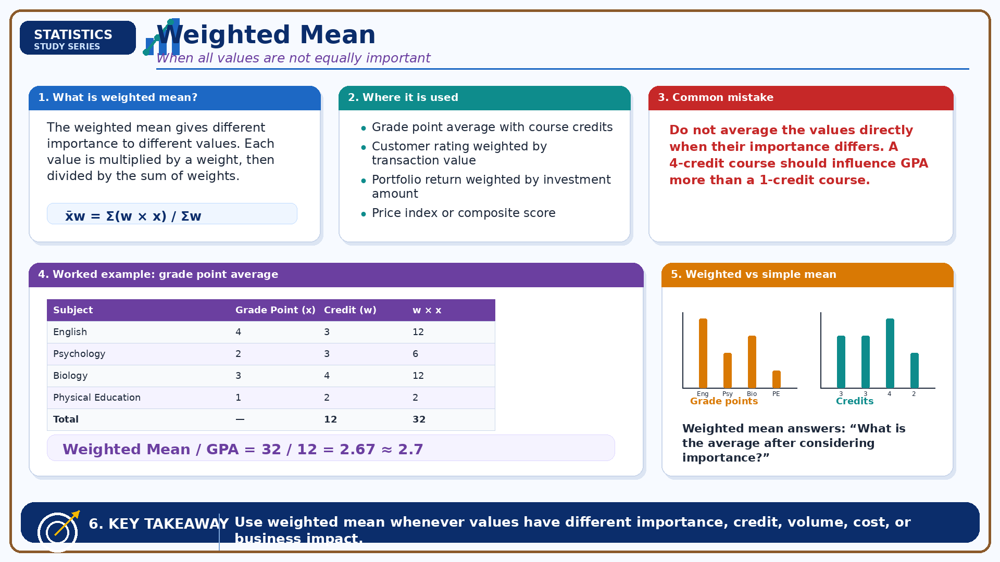 STATISTICS
STUDY SERIES
Weighted Mean
When all values are not equally important
1. What is weighted mean?
The weighted mean gives different
importance to different values. Each
value is multiplied by a weight, then
divided by the sum of weights.
x̄w = Σ(w × x) / Σw
2. Where it is used
• Grade point average with course credits
• Customer rating weighted by
transaction value
• Portfolio return weighted by investment
amount
• Price index or composite score
3. Common mistake
Do not average the values directly
when their importance differs. A
4-credit course should influence GPA
more than a 1-credit course.
4. Worked example: grade point average
Subject Grade Point (x) Credit (w) w × x
English 4 3 12
Psychology 2 3 6
Biology 3 4 12
Physical Education 1 2 2
Total — 12 32
Weighted Mean / GPA = 32 / 12 = 2.67 ≈ 2.7
5. Weighted vs simple mean
Eng Psy Bio PE
Grade points
3 3 4 2
Credits
Weighted mean answers: “What is
the average after considering
importance?”
6. KEY TAKEAWAY
Use weighted mean whenever values have different importance, credit, volume, cost, or
business impact.